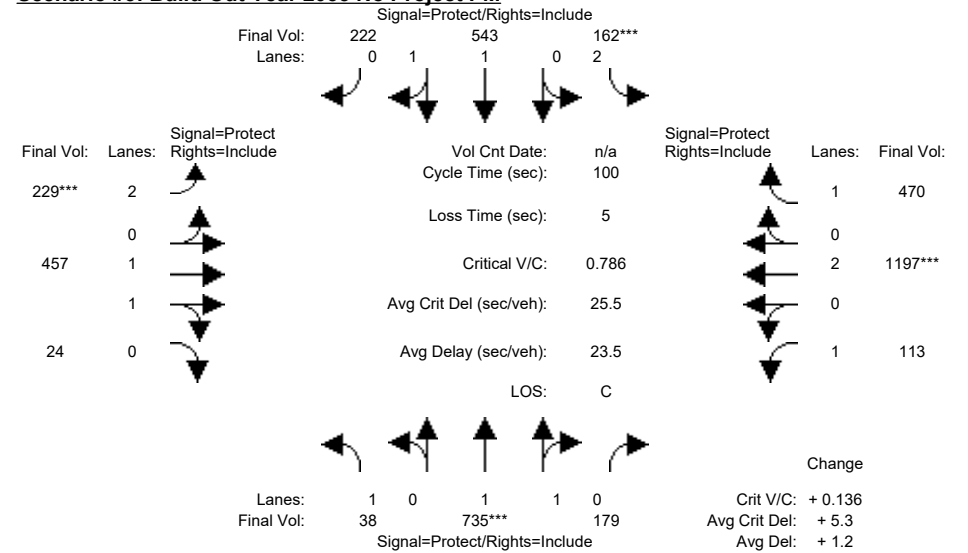 Signal=Protect/Rights=Include
Final Vol: 222 543 162***
Lanes: 0 1 1 0 2
Signal=Protect Signal=Protect
Final Vol: Lanes: Rights=Include Vol Cnt Date: n/a Rights=Include Lanes: Final Vol:
Cycle Time (sec): 100
229*** 2 1 470
Loss Time (sec): 5
0 0
457 1 Critical V/C: 0.786 2 1197***
1 Avg Crit Del (sec/veh): 25.5 0
24 0 Avg Delay (sec/veh): 23.5 1 113
LOS: C
Change
Lanes: 1 0 1 1 0 Crit V/C: + 0.136
Final Vol: 38 735*** 179 Avg Crit Del: + 5.3
Signal=Protect/Rights=Include Avg Del: + 1.2